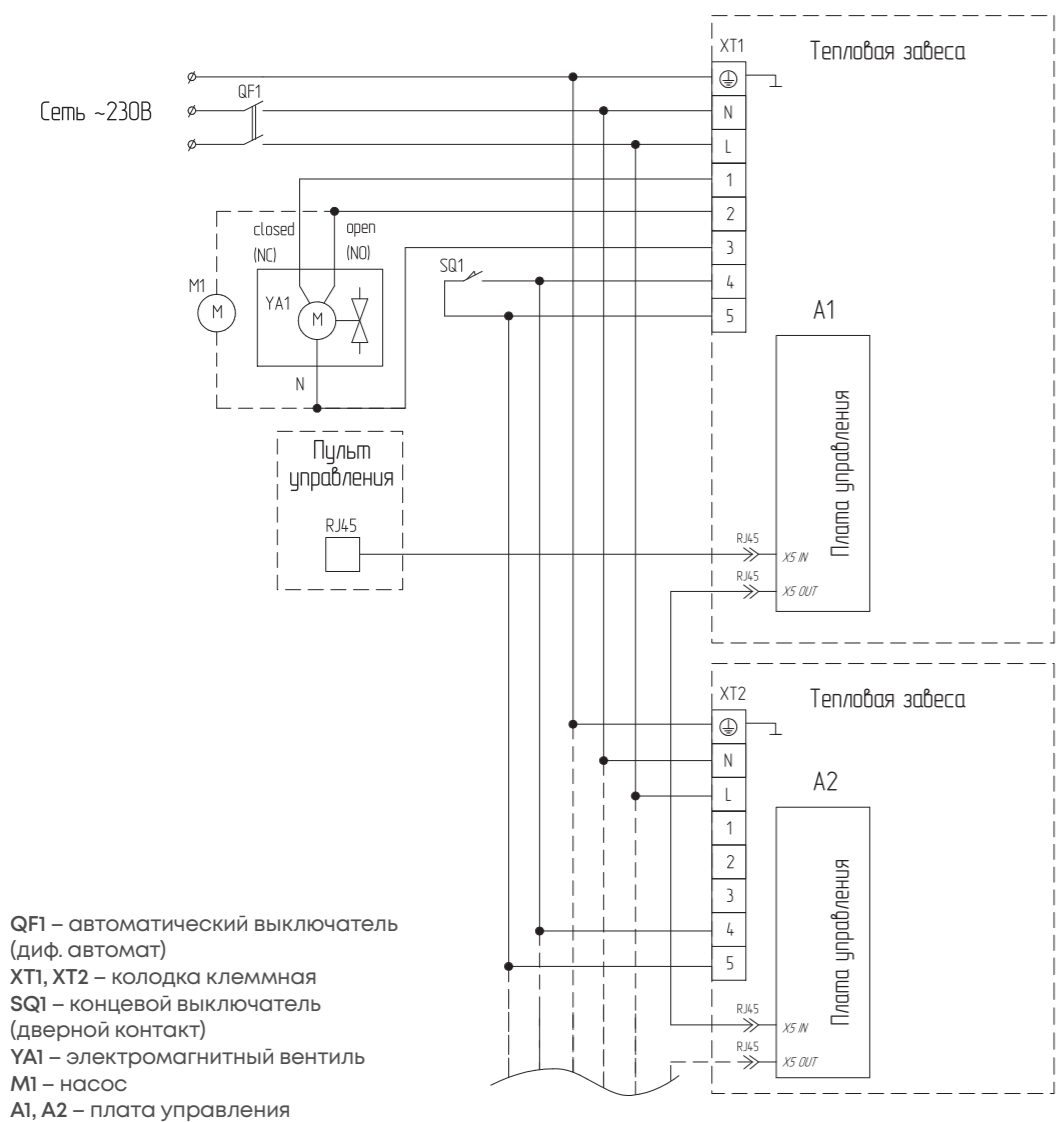 XT1
Тепловая завеса
QF1
Сеть ~230В
N
L
1
closed
(NC)
open
(NO)
2
3
SQ1
4
M1
M
YA1
M
5
A1
N
Пульт
управления
RJ45
Плата управления
RJ45
X5 IN
RJ45
X5 OUT
XT2
Тепловая завеса
N
A2
L
1
2
3
4
5
Плата управления
RJ45
X5 IN
RJ45
X5 OUT
QF1 – автоматический выключатель
(диф. автомат)
XT1, XT2 – колодка клеммная
SQ1 – концевой выключатель
(дверной контакт)
YA1 – электромагнитный вентиль
M1 – насос
A1, A2 – плата управления